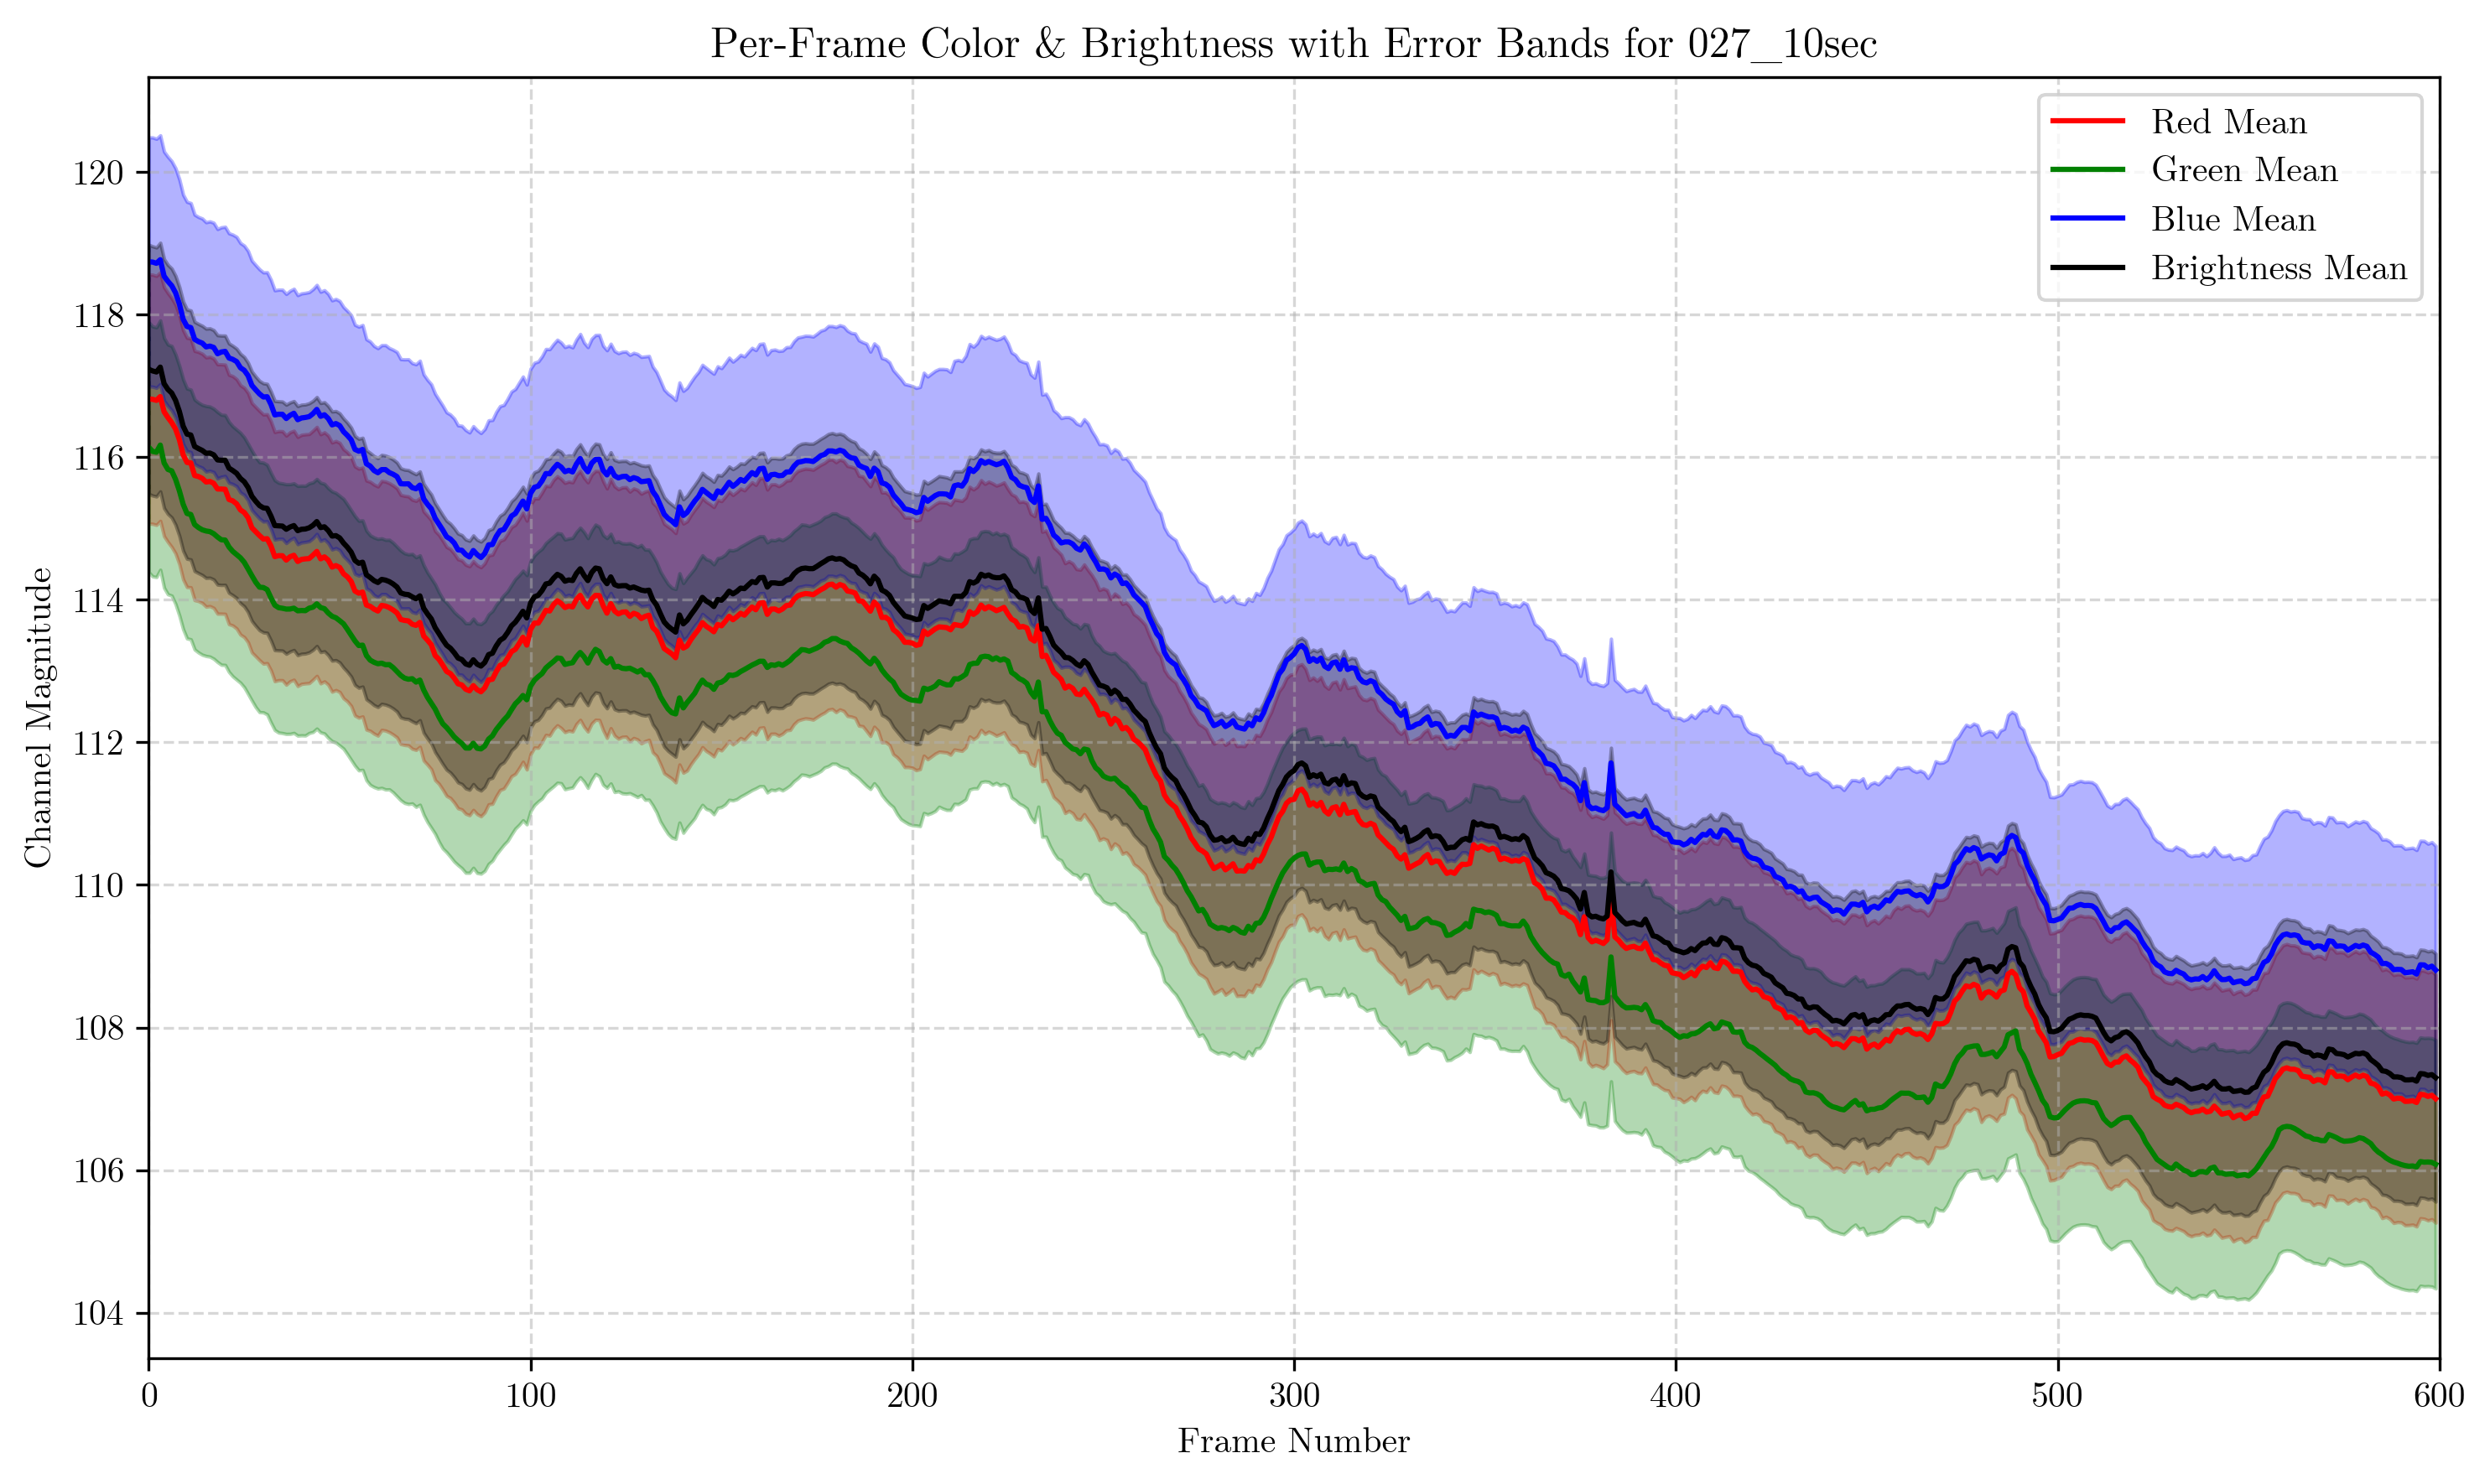 Per-Frame Color & Brightness with Error Bands for 027_10sec
Red Mean
Green Mean
Blue Mean
Brightness Mean
Channel Magnitude
120
118
116
114
112
110
108
106
104
0 100 200 300 400 500 600
Frame Number